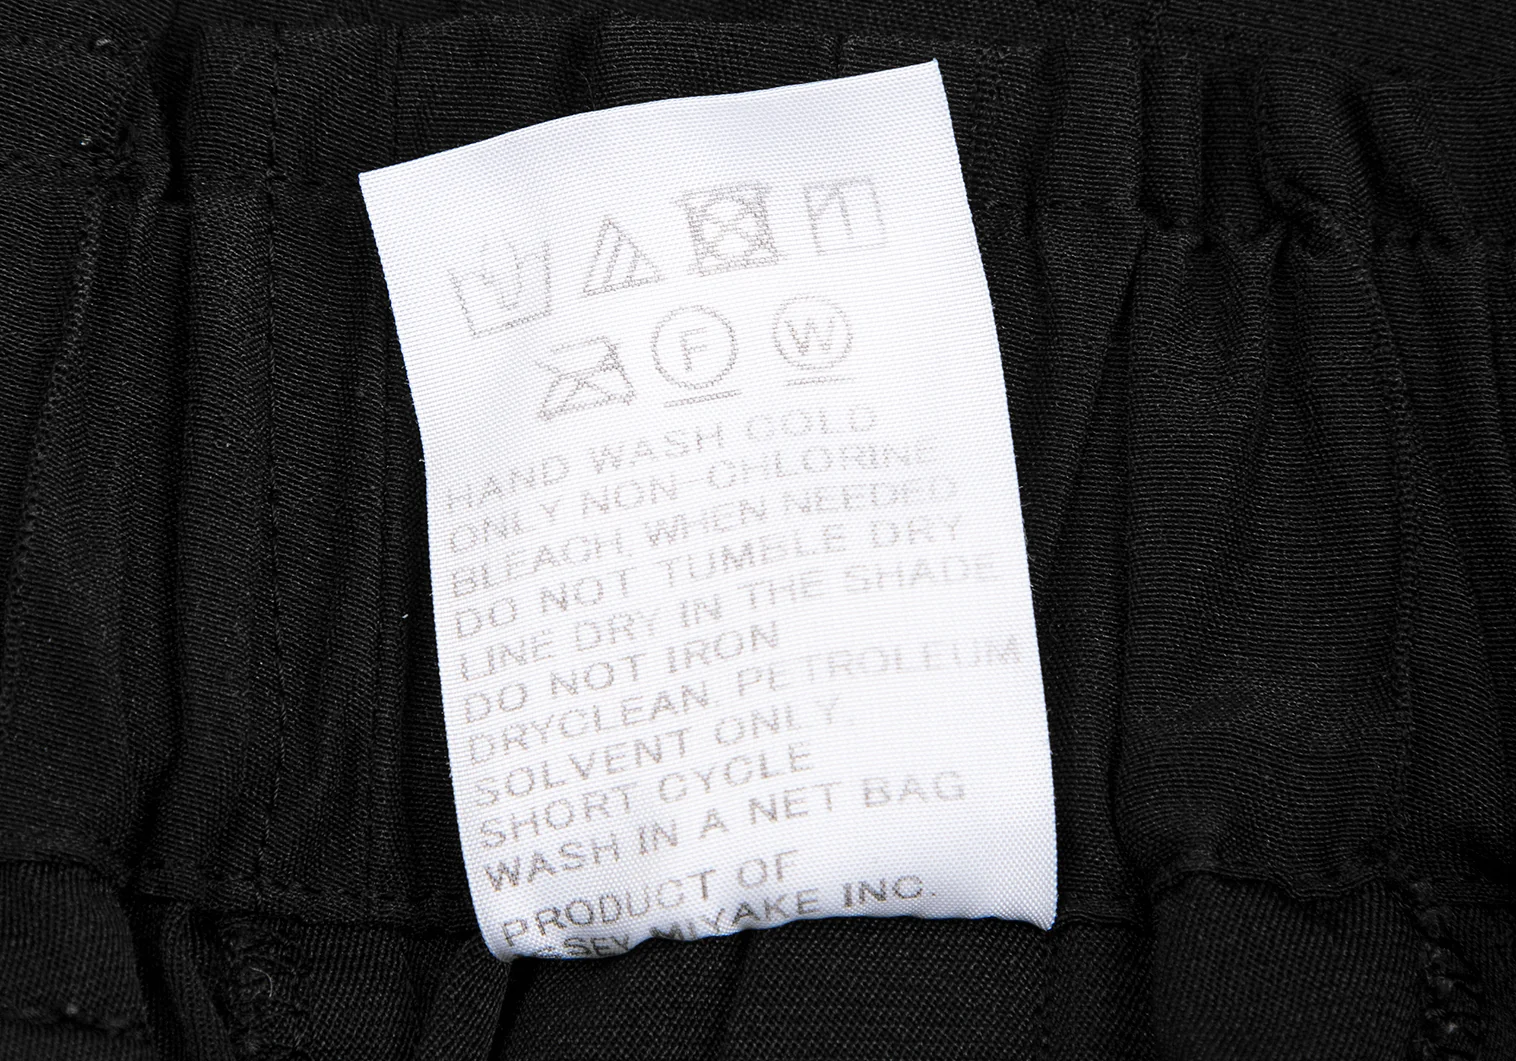 F W
HAND WASH COLD
ONLY NON-CHLORINE
BLEACH. WHEN NEEDED
DO NOT TUMBLE DRY
LINE DRY IN THE SHADE
DO NOT IRON
DRYCLEAN. PETROLEUM
SOLVENT ONLY.
SHORT CYCLE
WASH IN A NET BAG
PRODUCT OF
SEY MIYAKE INC.